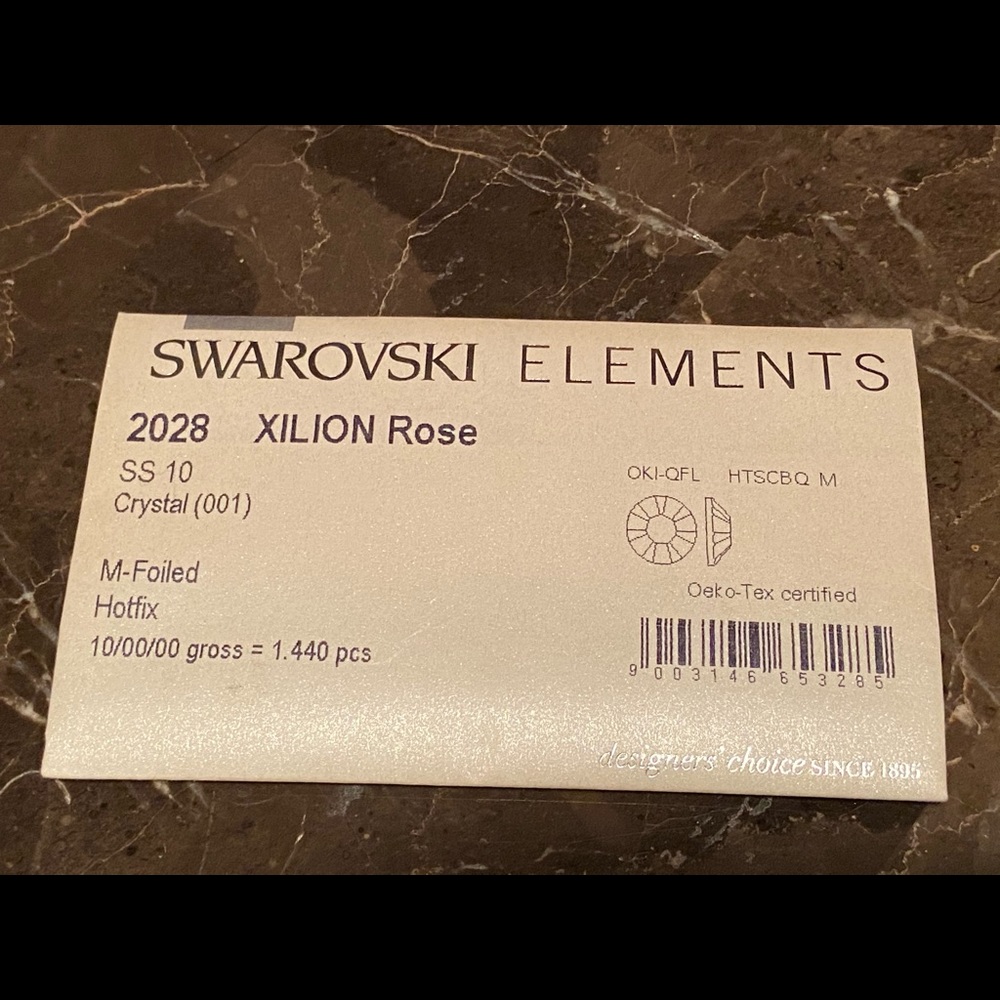 SWAROVSKI ELEMENTS
2028 XILION Rose
SS 10
Crystal (001)
OKI-QFL HTSCBQ M
M-Foiled
Hotfix
Oeko-Tex certified
10/00/00 gross = 1.440 pcs
9 003146 653285
designers' choice SINCE 1895